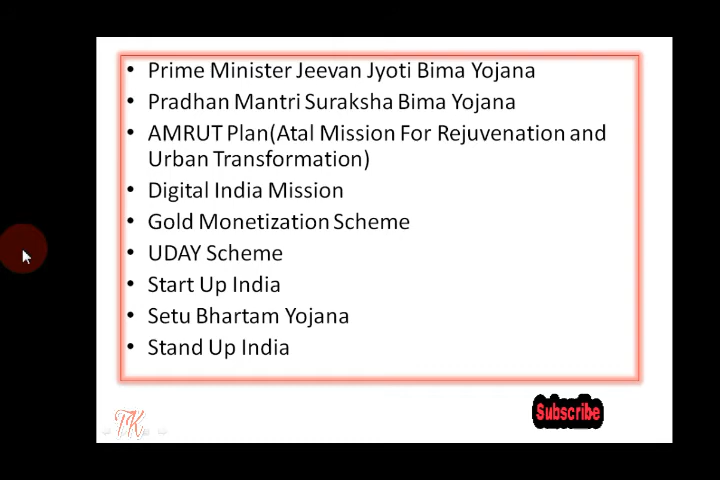 • Prime Minister Jeevan Jyoti Bima Yojana
• Pradhan Mantri Suraksha Bima Yojana
• AMRUT Plan(Atal Mission For Rejuvenation and
Urban Transformation)
• Digital India Mission
• Gold Monetization Scheme
• UDAY Scheme
• Start Up India
• Setu Bhartam Yojana
• Stand Up India
TK
Subscribe